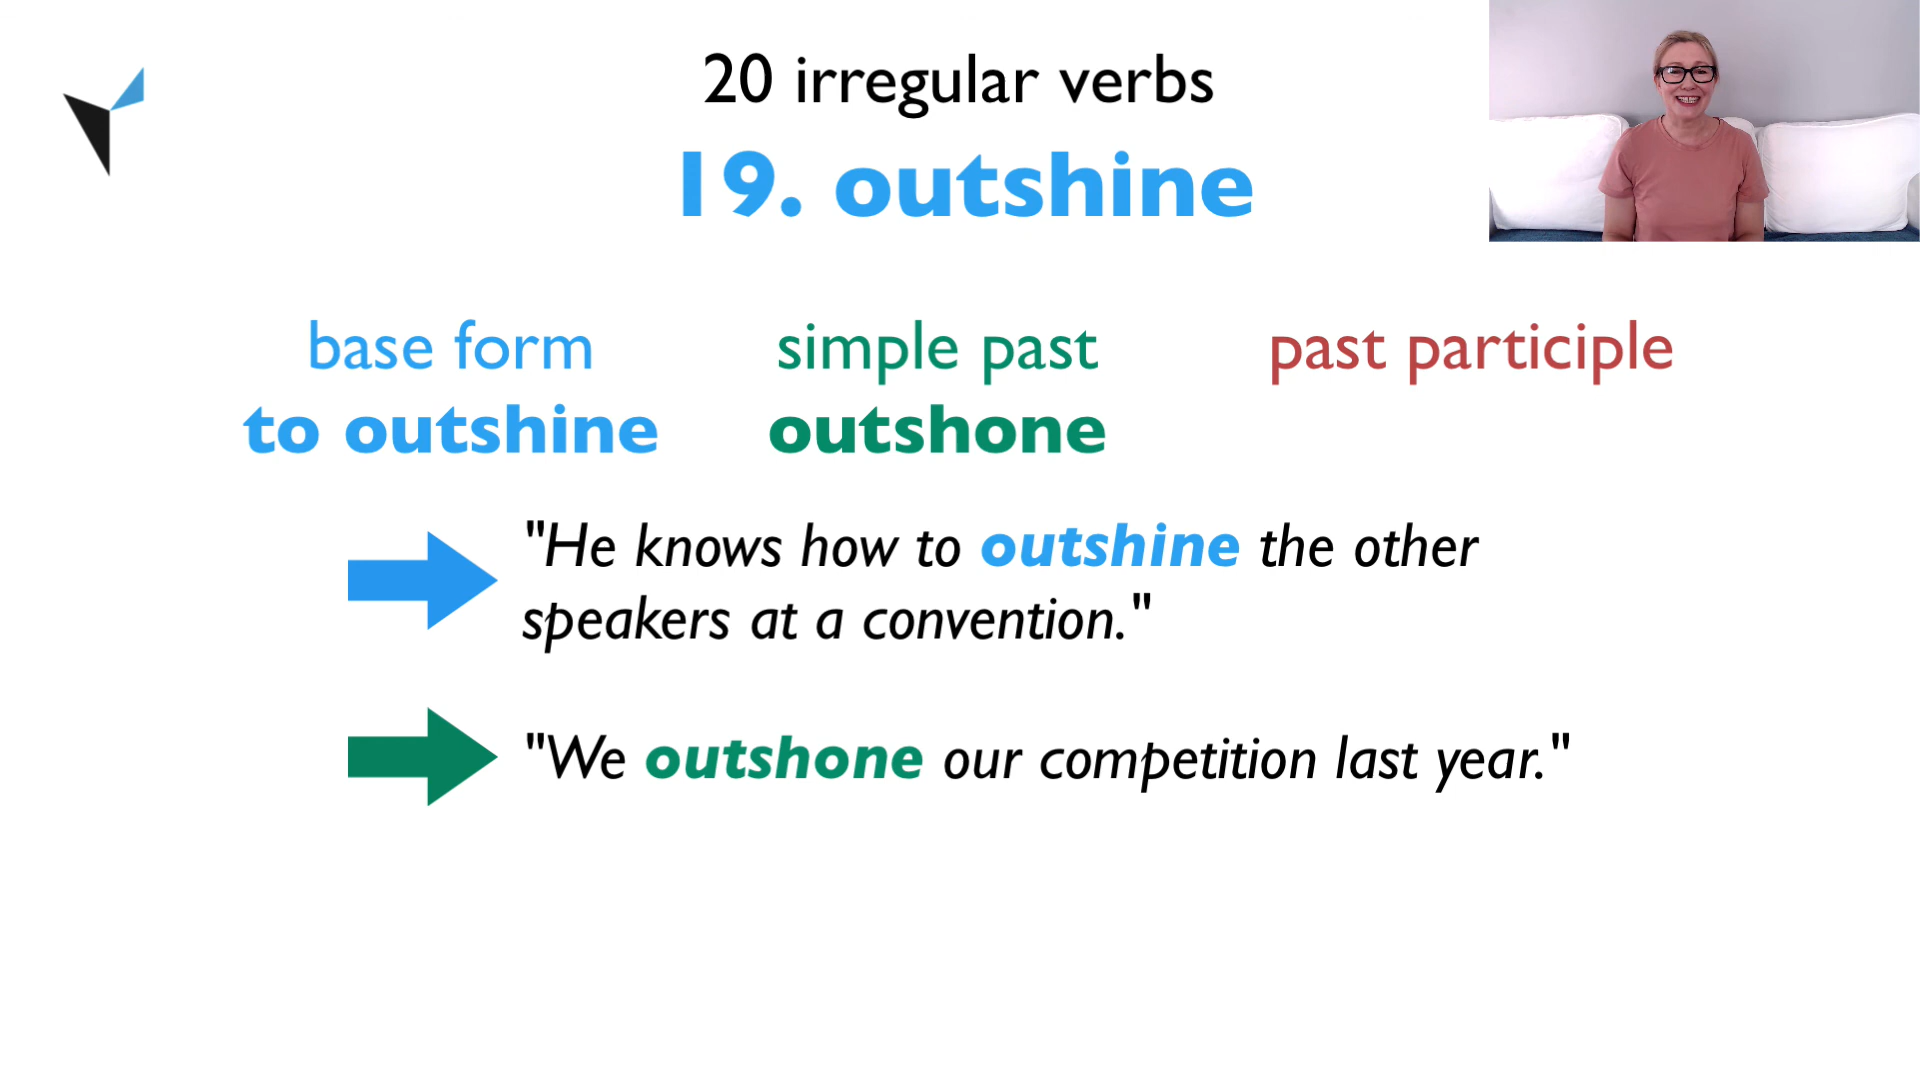 20 irregular verbs
19. outshine
base form
simple past
past participle
to outshine
outshone
"He knows how to outshine the other
speakers at a convention."
"We outshone our competition last year."